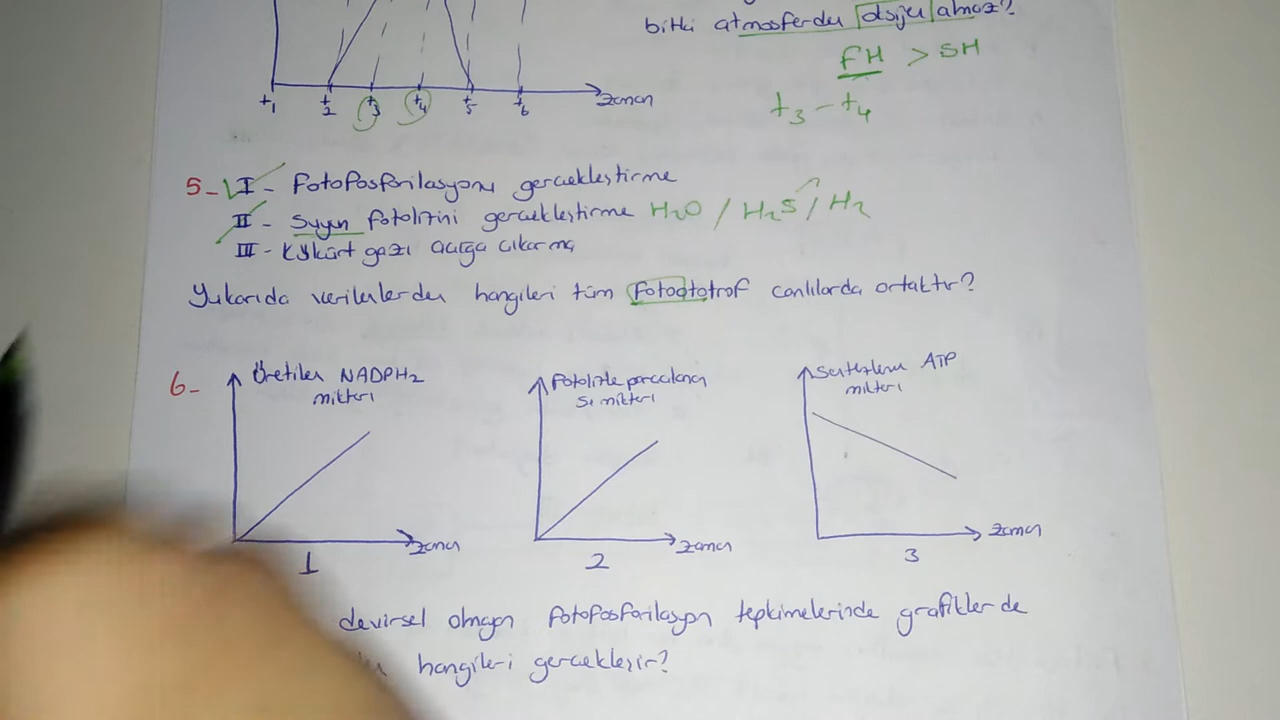 bitki atmosferden oksijen almaz?
FH > SH
t3 - t4
t1 t2 t3 t4 t5 t6 zaman
5- I- Fotofosforilasyonu gerçekleştirme
II- Suyun fotolizini gerçekleştirme H2O / H2S / H2
III- Kükürt gazı açığa çıkarma
Yukarıda verilenlerden hangileri tüm fotoototrof canlılarda ortaktır?
6- Üretilen NADPH2 miktarı
zaman
1
Fotolizle parçalanan su miktarı
zaman
2
Sentezlenen ATP miktarı
zaman
3
devirsel olmayan fotofosforilasyon tepkimelerinde grafikler de
hangileri gerçekleşir?